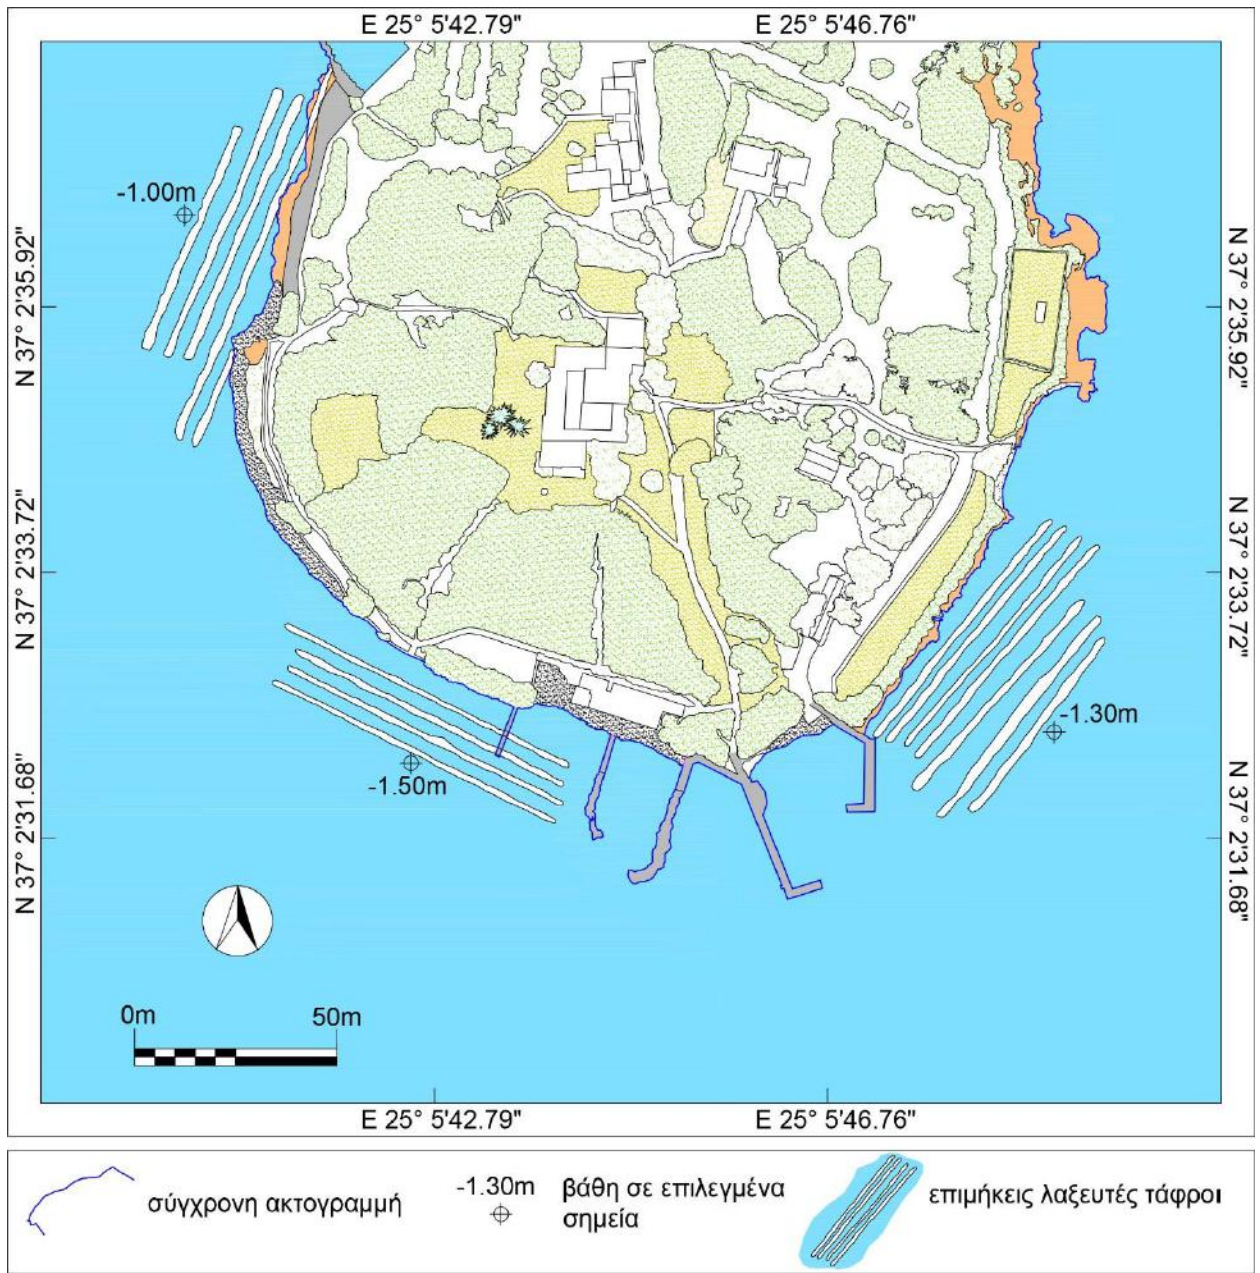 E 25° 5'42.79" E 25° 5'46.76"
-1.00m
N 37° 2'35.92" N 37° 2'35.92"
N 37° 2'33.72" N 37° 2'33.72"
-1.30m
-1.50m
N 37° 2'31.68" N 37° 2'31.68"
0m 50m
E 25° 5'42.79" E 25° 5'46.76"
σύγχρονη ακτογραμμή
-1.30m βάθη σε επιλεγμένα
σημεία
επιμήκεις λαξευτές τάφροι